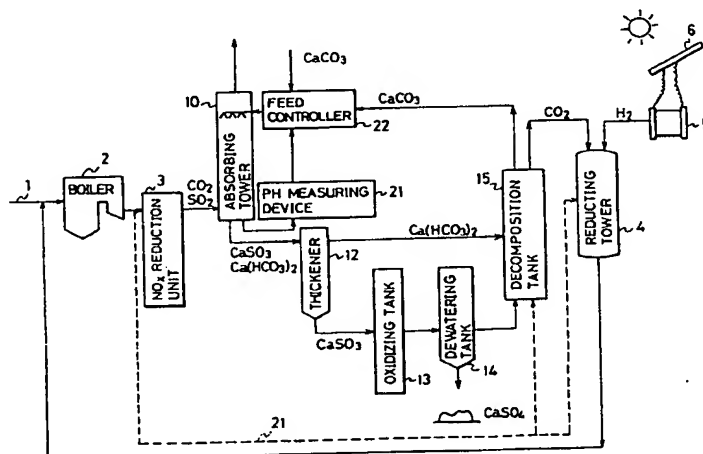 6
CaCO3
10
FEED
CONTROLLER
22
CaCO3
CO2
H2
1
2
BOILER
3
NOX REDUCTION
UNIT
CO2
SO2
ABSORBING
TOWER
PH MEASURING
DEVICE
21
15
DECOMPOSITION
TANK
REDUCTING
TOWER
4
CaSO3
Ca(HCO3)2
THICKENER
12
Ca(HCO3)2
CaSO3
OXIDIZING TANK
13
DEWATERING
TANK
14
CaSO4
21